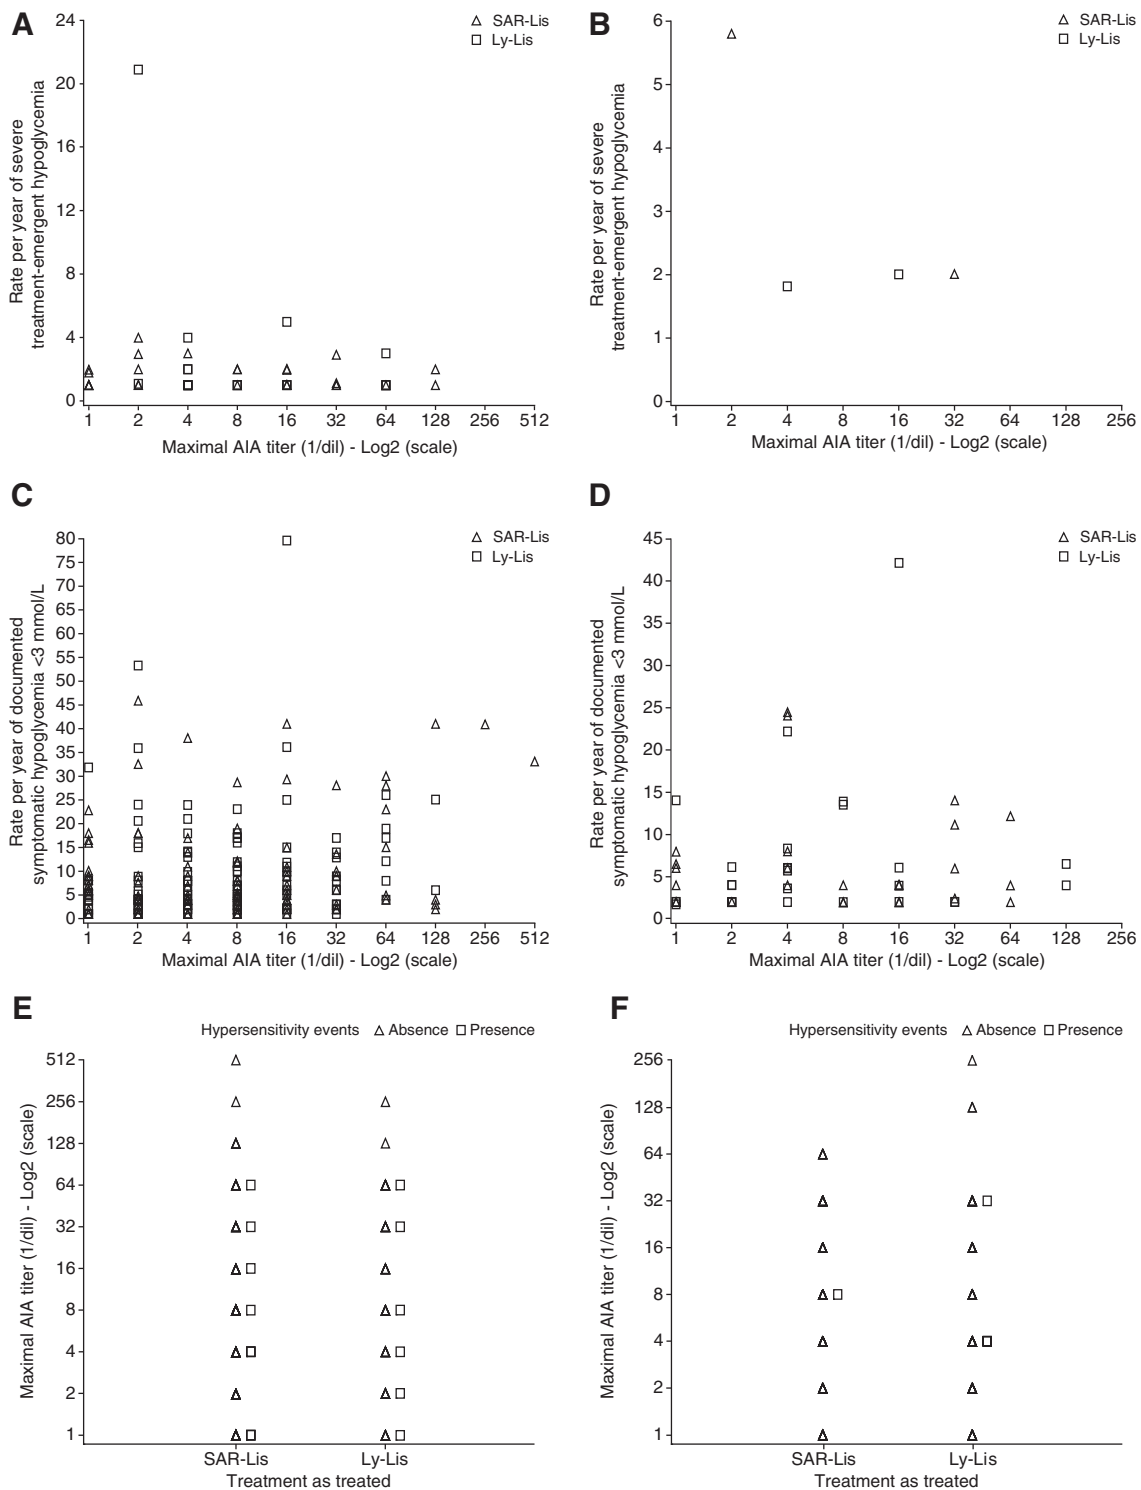 A
SAR-Lis
Ly-Lis
Rate per year of severe
treatment-emergent hypoglycemia
24
20
16
12
8
4
0
1 2 4 8 16 32 64 128 256 512
Maximal AIA titer (1/dil) - Log2 (scale)
B
SAR-Lis
Ly-Lis
Rate per year of severe
treatment-emergent hypoglycemia
6
5
4
3
2
1
0
1 2 4 8 16 32 64 128 256
Maximal AIA titer (1/dil) - Log2 (scale)
C
SAR-Lis
Ly-Lis
Rate per year of documented
symptomatic hypoglycemia <3 mmol/L
80
75
70
65
60
55
50
45
40
35
30
25
20
15
10
5
0
1 2 4 8 16 32 64 128 256 512
Maximal AIA titer (1/dil) - Log2 (scale)
D
SAR-Lis
Ly-Lis
Rate per year of documented
symptomatic hypoglycemia <3 mmol/L
45
40
35
30
25
20
15
10
5
0
1 2 4 8 16 32 64 128 256
Maximal AIA titer (1/dil) - Log2 (scale)
E
Hypersensitivity events Absence Presence
Maximal AIA titer (1/dil) - Log2 (scale)
512
256
128
64
32
16
8
4
2
1
SAR-Lis Ly-Lis
Treatment as treated
F
Hypersensitivity events Absence Presence
Maximal AIA titer (1/dil) - Log2 (scale)
256
128
64
32
16
8
4
2
1
SAR-Lis Ly-Lis
Treatment as treated